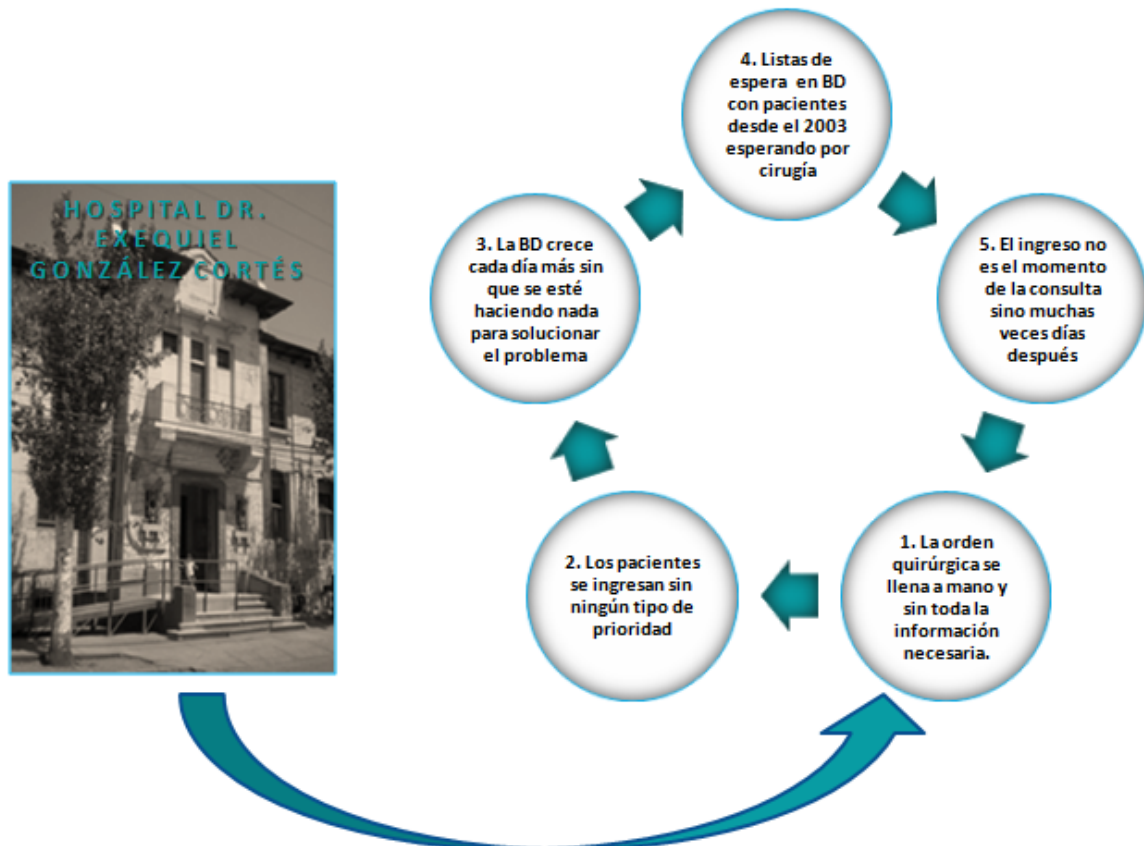 HOSPITAL DR.
EXEQUIEL
GONZÁLEZ CORTÉS
4. Listas de
espera en BD
con pacientes
desde el 2003
esperando por
cirugía
3. La BD crece
cada día más sin
que se esté
haciendo nada
para solucionar
el problema
5. El ingreso no
es el momento
de la consulta
sino muchas
veces días
después
2. Los pacientes
se ingresan sin
ningún tipo de
prioridad
1. La orden
quirúrgica se
llena a mano y
sin toda la
información
necesaria.